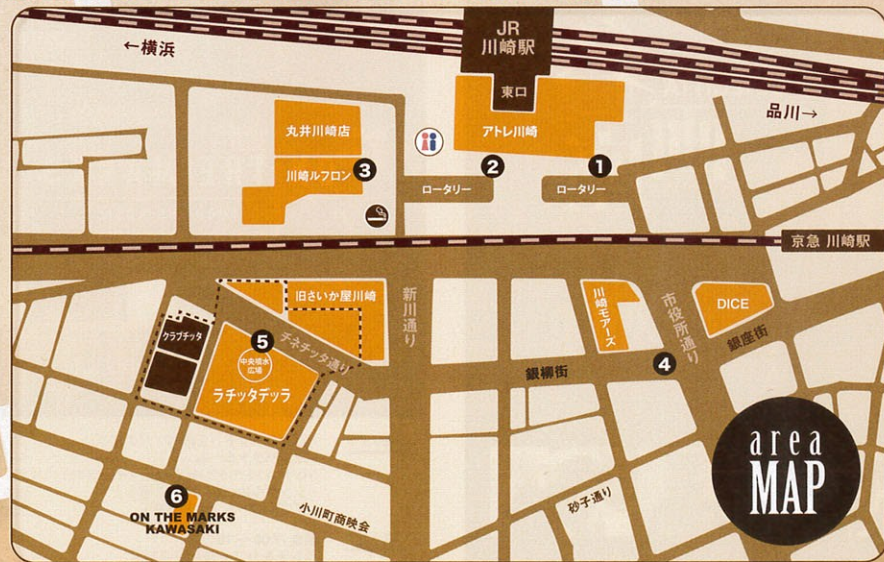 JR
川崎駅
←横浜
東口
品川→
丸井川崎店
アトレ川崎
川崎ルフロン
3
2
1
ロータリー
ロータリー
京急 川崎駅
旧さいか屋川崎
新川通り
川崎モアーズ
市役所通り
DICE
銀座街
クラブチッタ
5
チネチッタ通り
中央噴水
広場
ラチッタデッラ
銀柳街
4
area
MAP
6
ON THE MARKS
KAWASAKI
小川町商映会
砂子通り